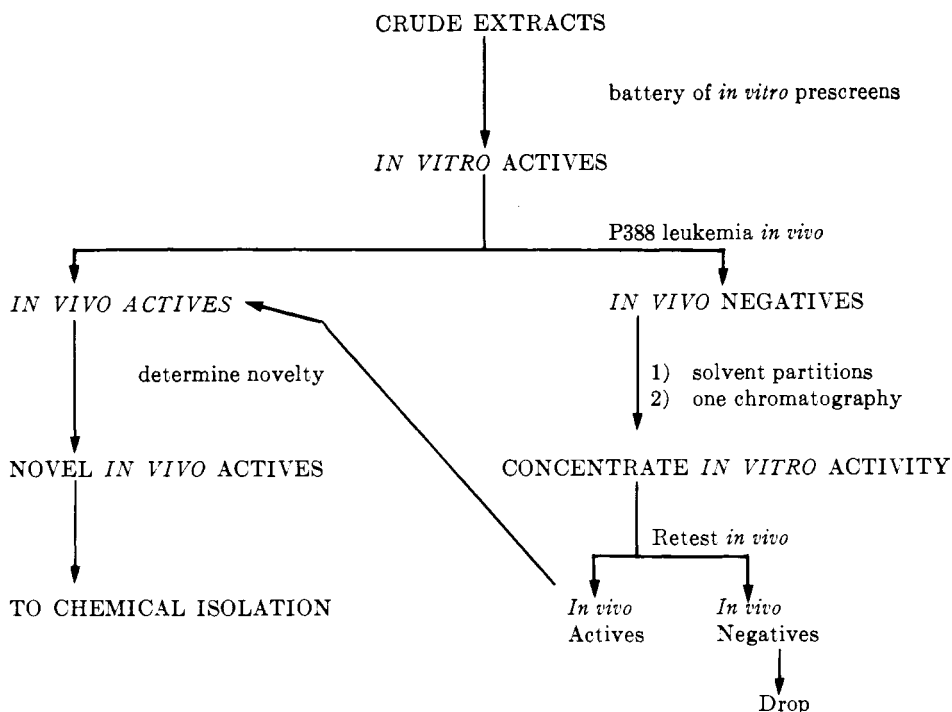 CRUDE EXTRACTS
battery of in vitro prescreens
IN VITRO ACTIVES
P388 leukemia in vivo
IN VIVO ACTIVES
IN VIVO NEGATIVES
determine novelty
1) solvent partitions
2) one chromatography
NOVEL IN VIVO ACTIVES
CONCENTRATE IN VITRO ACTIVITY
Retest in vivo
TO CHEMICAL ISOLATION
In vivo
Actives
In vivo
Negatives
Drop